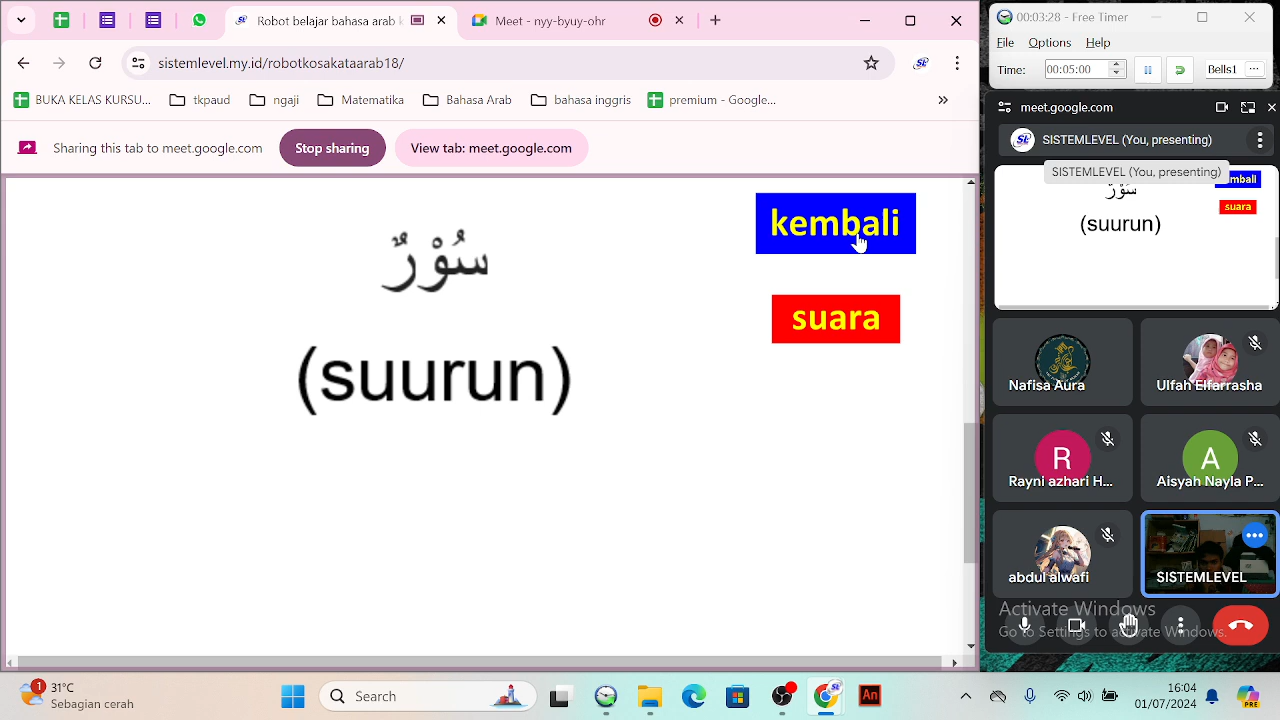 Robot belajar bahasa arab k
Meet - nyy-byuy-ohr
sistemlevel.my.id/robotkosakataarab18/
BUKA KELAS KURSU...
tkpaud
ngaji
Matematika
Bahasa Arab
bahasa inggris
premium - Google...
»
Sharing this tab to meet.google.com
Stop sharing
View tab: meet.google.com
سُوْرٌ
(suurun)
kembali
suara
00:03:28 - Free Timer
File Options Help
Time: 00:05:00 Bells1 ...
meet.google.com
SISTEMLEVEL (You, presenting)
SISTEMLEVEL (You, presenting)
سُوْرٌ
(suurun)
suara
Nafisa Aura
Ulfah Elfarrasha
R
Rayni azhari H...
A
Aisyah Nayla P...
abdul alwafi
SISTEMLEVEL
Activate Windows
Go to Settings to activate Windows.
1
31°C
Sebagian cerah
Search
An
16:04
01/07/2024
PRE